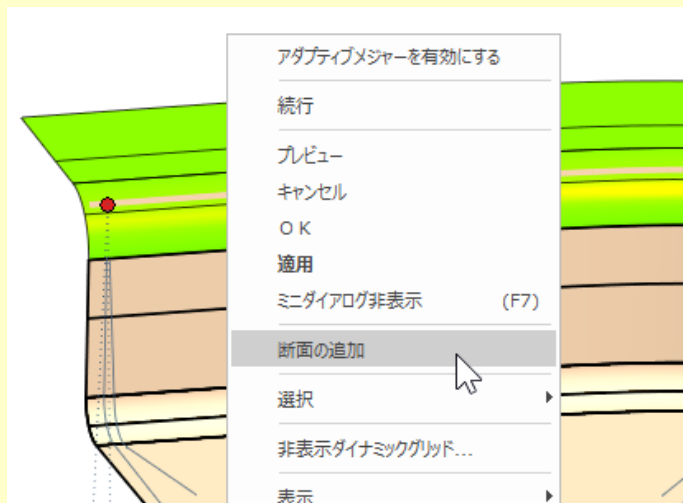 アダプティブメジャーを有効にする
続行
プレビュー
キャンセル
ＯＫ
適用
ミニダイアログ非表示 (F7)
断面の追加
選択
非表示ダイナミックグリッド...
表示